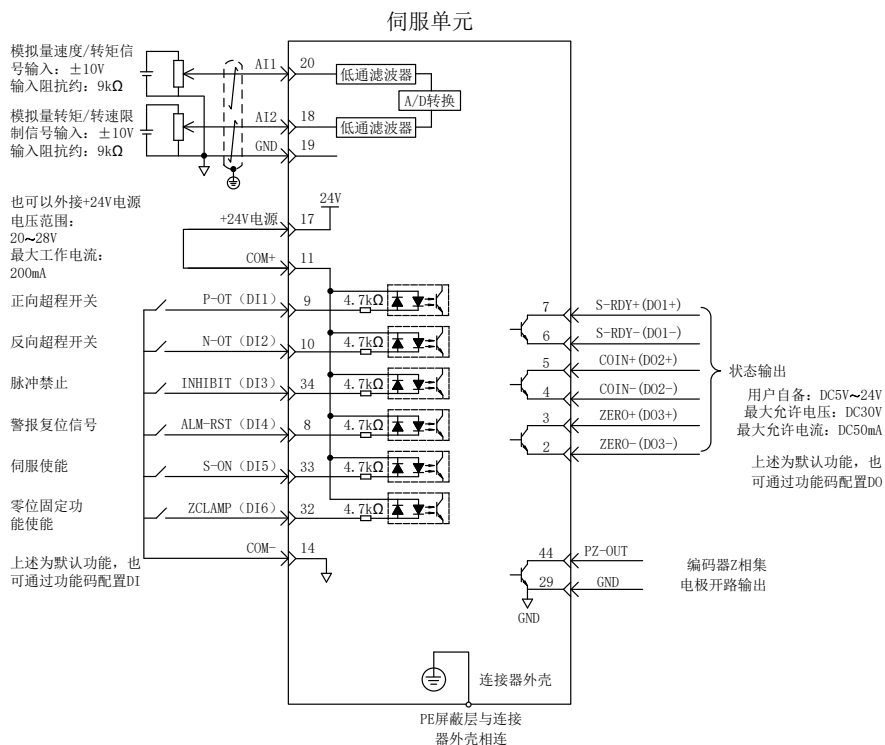 伺服单元
模拟量速度/转矩信
号输入：±10V
输入阻抗约：9kΩ
模拟量转矩/转速限
制信号输入：±10V
输入阻抗约：9kΩ
AI1
20
低通滤波器
A/D转换
AI2
18
低通滤波器
GND
19
也可以外接+24V电源
电压范围：
20～28V
最大工作电流：
200mA
24V
+24V电源
17
COM+
11
正向超程开关
P-OT（DI1）
9
4.7kΩ
反向超程开关
N-OT（DI2）
10
4.7kΩ
脉冲禁止
INHIBIT（DI3）
34
4.7kΩ
警报复位信号
ALM-RST（DI4）
8
4.7kΩ
伺服使能
S-ON（DI5）
33
4.7kΩ
零位固定功
能使能
ZCLAMP（DI6）
32
4.7kΩ
COM-
14
上述为默认功能，也
可通过功能码配置DI
7
S-RDY+(DO1+)
6
S-RDY-(DO1-)
5
COIN+(DO2+)
4
COIN-(DO2-)
3
ZERO+(DO3+)
2
ZERO-(DO3-)
状态输出
用户自备：DC5V～24V
最大允许电压：DC30V
最大允许电流：DC50mA
上述为默认功能，也
可通过功能码配置DO
44
PZ-OUT
29
GND
GND
编码器Z相集
电极开路输出
连接器外壳
PE屏蔽层与连接
器外壳相连